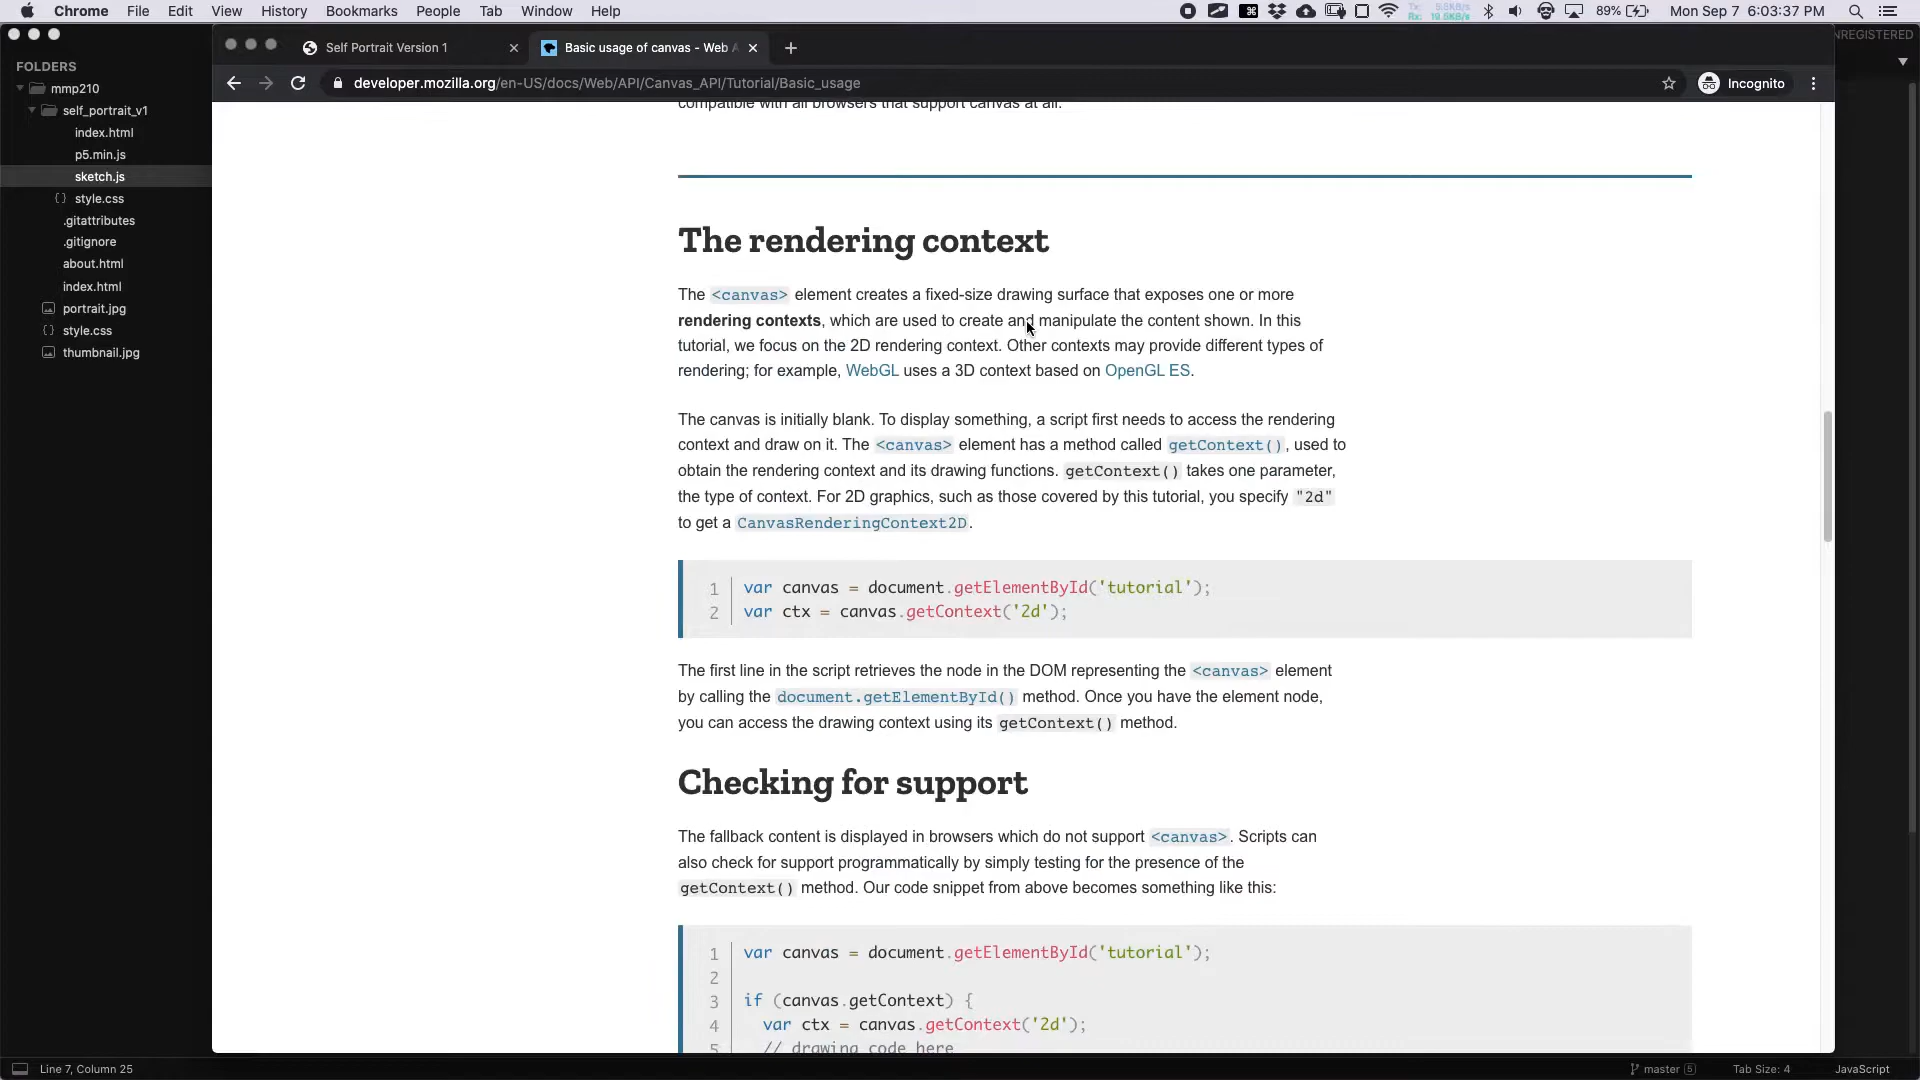 Chrome File Edit View History Bookmarks People Tab Window Help
89% Mon Sep 7 6:03:37 PM
Self Portrait Version 1
Basic usage of canvas - Web A
NREGISTERED
developer.mozilla.org/en-US/docs/Web/API/Canvas_API/Tutorial/Basic_usage
Incognito
FOLDERS
mmp210
self_portrait_v1
index.html
p5.min.js
sketch.js
style.css
.gitattributes
.gitignore
about.html
index.html
portrait.jpg
style.css
thumbnail.jpg
compatible with all browsers that support canvas at all.
The rendering context
The <canvas> element creates a fixed-size drawing surface that exposes one or more
rendering contexts, which are used to create and manipulate the content shown. In this
tutorial, we focus on the 2D rendering context. Other contexts may provide different types of
rendering; for example, WebGL uses a 3D context based on OpenGL ES.
The canvas is initially blank. To display something, a script first needs to access the rendering
context and draw on it. The <canvas> element has a method called getContext(), used to
obtain the rendering context and its drawing functions. getContext() takes one parameter,
the type of context. For 2D graphics, such as those covered by this tutorial, you specify "2d"
to get a CanvasRenderingContext2D.
1 var canvas = document.getElementById('tutorial');
2 var ctx = canvas.getContext('2d');
The first line in the script retrieves the node in the DOM representing the <canvas> element
by calling the document.getElementById() method. Once you have the element node,
you can access the drawing context using its getContext() method.
Checking for support
The fallback content is displayed in browsers which do not support <canvas>. Scripts can
also check for support programmatically by simply testing for the presence of the
getContext() method. Our code snippet from above becomes something like this:
1 var canvas = document.getElementById('tutorial');
2
3 if (canvas.getContext) {
4 var ctx = canvas.getContext('2d');
5 // drawing code here
Line 7, Column 25
master 5 Tab Size: 4 JavaScript